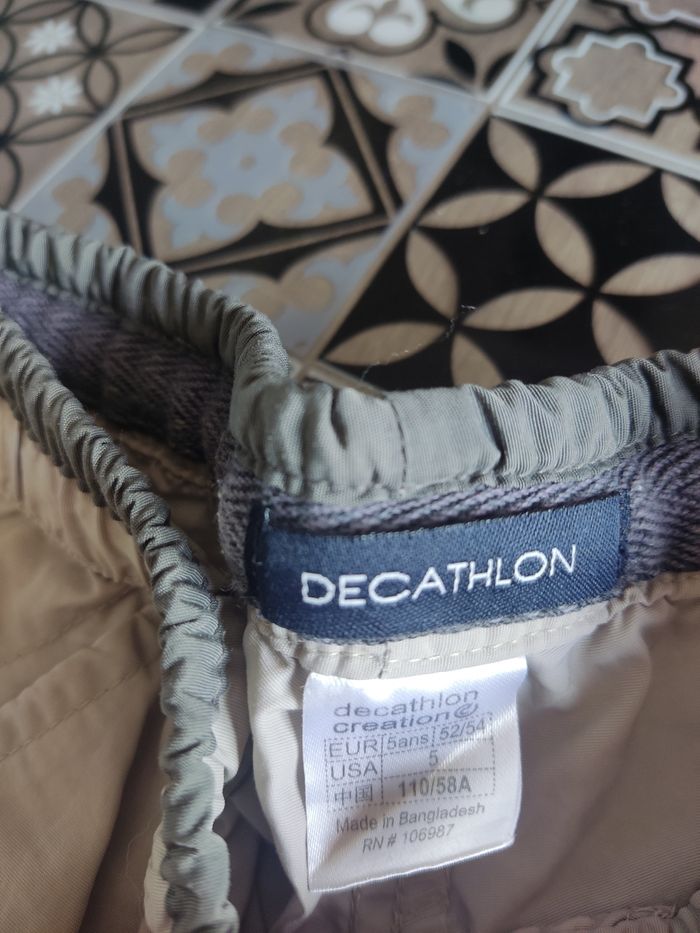 DECATHLON
decathlon
creation
EUR 5ans 52/54
USA 5
中国 110/58A
Made in Bangladesh
RN # 106987